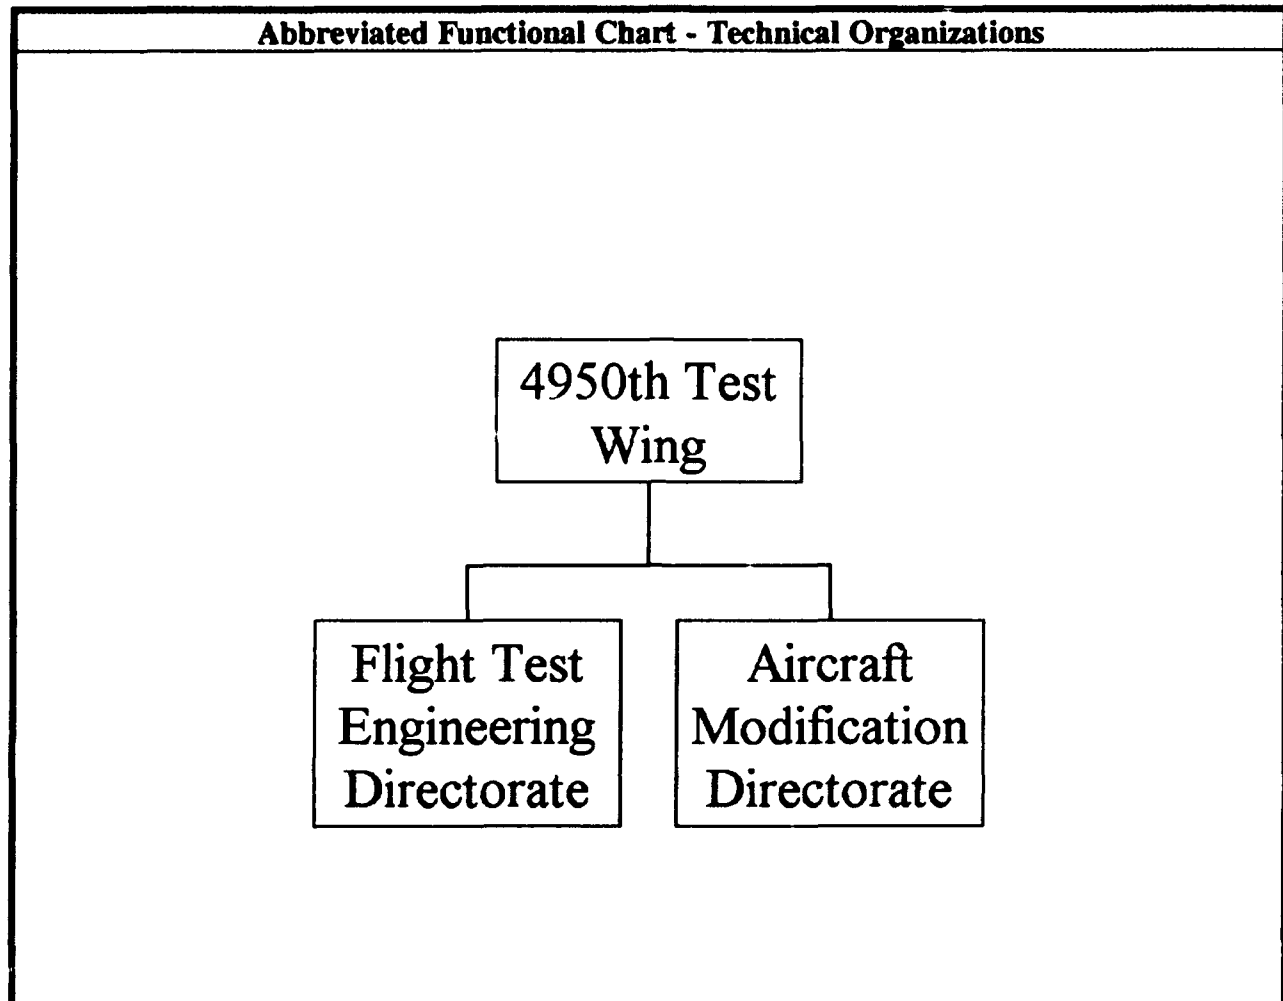 Abbreviated Functional Chart - Technical Organizations
4950th Test
Wing
Flight Test
Engineering
Directorate
Aircraft
Modification
Directorate